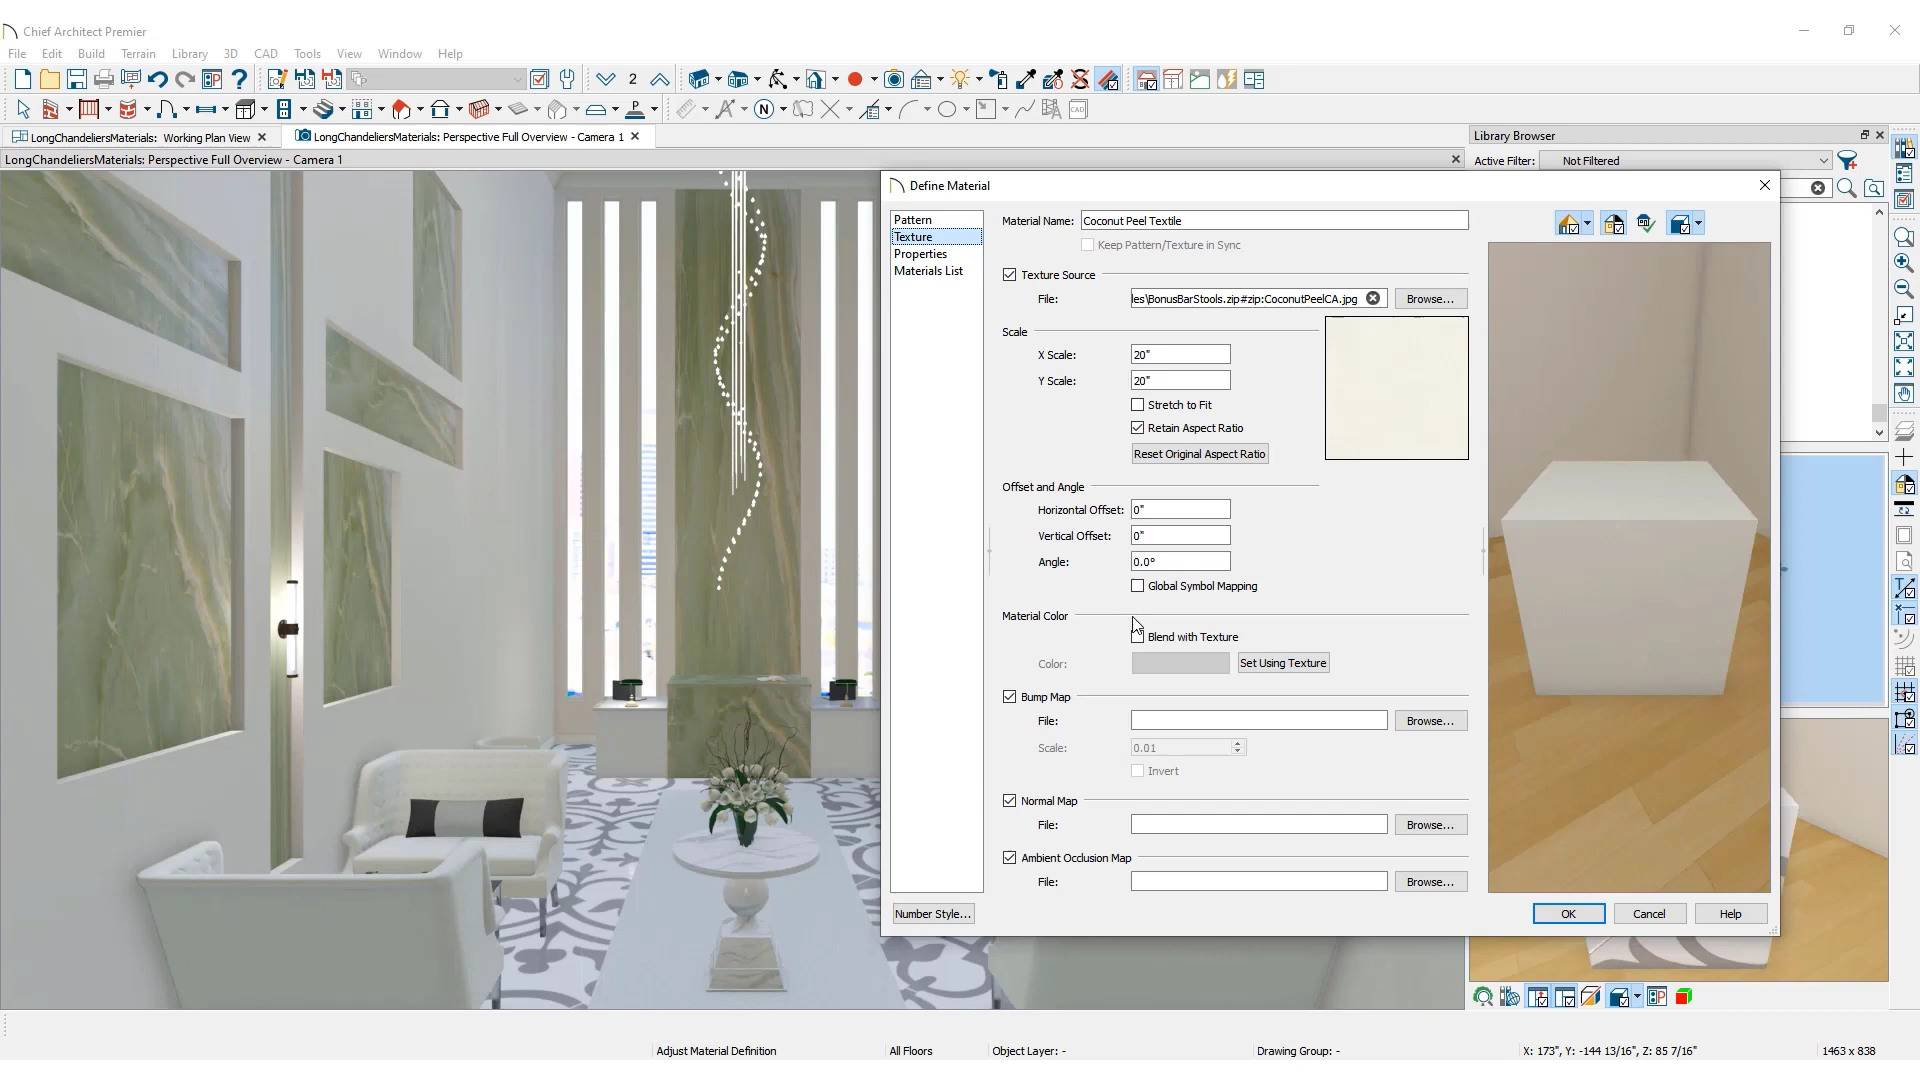 Chief Architect Premier
File Edit Build Terrain Library 3D CAD Tools View Window Help
2
LongChandeliersMaterials: Working Plan View
LongChandeliersMaterials: Perspective Full Overview - Camera 1
Library Browser
LongChandeliersMaterials: Perspective Full Overview - Camera 1
Active Filter: Not Filtered
Define Material
Pattern
Texture
Properties
Materials List
Material Name: Coconut Peel Textile
Keep Pattern/Texture in Sync
Texture Source
File: les\BonusBarStools.zip#zip:CoconutPeelCA.jpg Browse...
Scale
X Scale: 20"
Y Scale: 20"
Stretch to Fit
Retain Aspect Ratio
Reset Original Aspect Ratio
Offset and Angle
Horizontal Offset: 0"
Vertical Offset: 0"
Angle: 0.0°
Global Symbol Mapping
Material Color
Blend with Texture
Color: Set Using Texture
Bump Map
File: Browse...
Scale: 0.01
Invert
Normal Map
File: Browse...
Ambient Occlusion Map
File: Browse...
Number Style... OK Cancel Help
Adjust Material Definition All Floors Object Layer: - Drawing Group: - X: 173", Y: -144 13/16", Z: 85 7/16" 1463 x 838